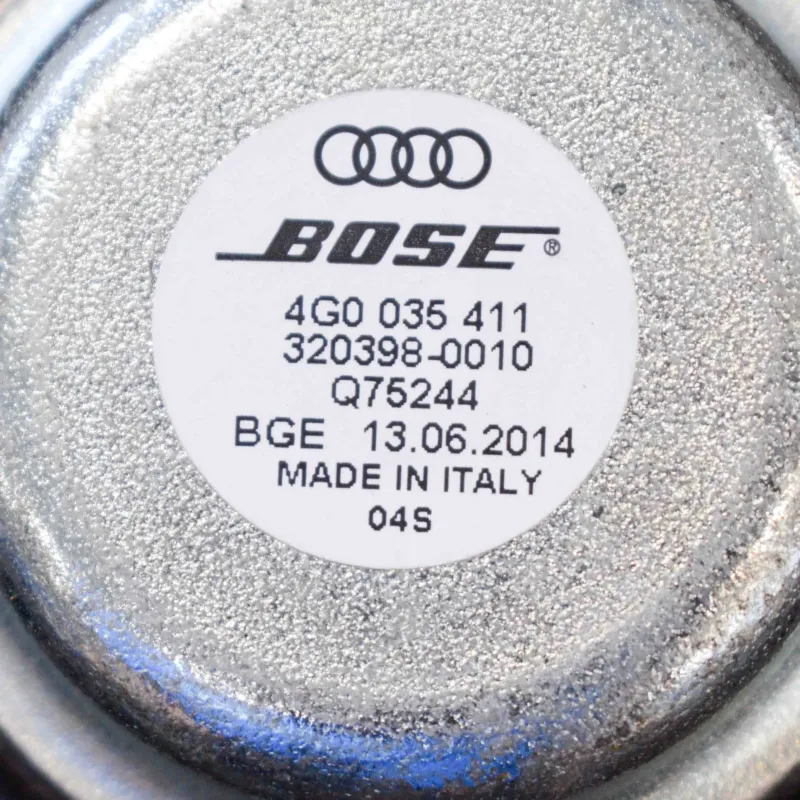 BOSE®
4G0 035 411
320398-0010
Q75244
BGE 13.06.2014
MADE IN ITALY
04S